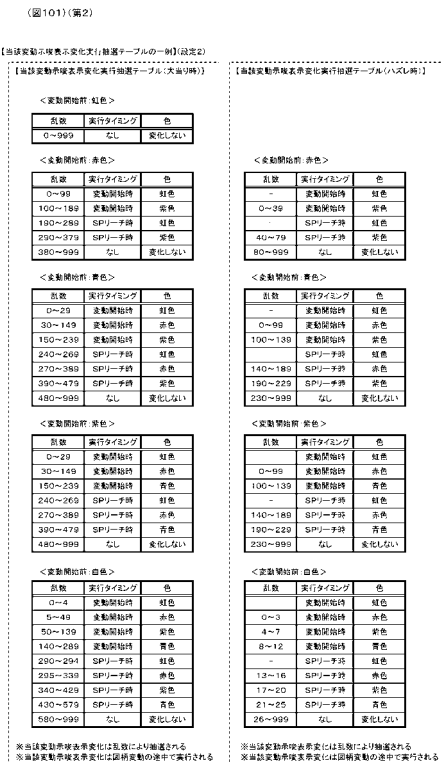 （図101）（第2）
【当該変動示唆表示変化実行抽選テーブルの一例】（設定2）
【当該変動示唆表示変化実行抽選テーブル（大当り時）】
＜変動開始前：虹色＞
乱数 実行タイミング 色
0～999 なし 変化しない
＜変動開始前：赤色＞
乱数 実行タイミング 色
0～99 変動開始時 虹色
100～189 変動開始時 紫色
190～289 SPリーチ時 虹色
290～379 SPリーチ時 紫色
380～999 なし 変化しない
＜変動開始前：青色＞
乱数 実行タイミング 色
0～29 変動開始時 虹色
30～149 変動開始時 赤色
150～239 変動開始時 紫色
240～269 SPリーチ時 虹色
270～389 SPリーチ時 赤色
390～479 SPリーチ時 紫色
480～999 なし 変化しない
＜変動開始前：紫色＞
乱数 実行タイミング 色
0～29 変動開始時 虹色
30～149 変動開始時 赤色
150～239 変動開始時 青色
240～269 SPリーチ時 虹色
270～389 SPリーチ時 赤色
390～479 SPリーチ時 青色
480～999 なし 変化しない
＜変動開始前：白色＞
乱数 実行タイミング 色
0～4 変動開始時 虹色
5～49 変動開始時 赤色
50～139 変動開始時 紫色
140～289 変動開始時 青色
290～294 SPリーチ時 虹色
295～339 SPリーチ時 赤色
340～429 SPリーチ時 紫色
430～579 SPリーチ時 青色
580～999 なし 変化しない
※当該変動示唆表示変化は乱数により抽選される
※当該変動示唆表示変化は図柄変動の途中で実行される
【当該変動示唆表示変化実行抽選テーブル（ハズレ時）】
＜変動開始前：赤色＞
乱数 実行タイミング 色
－ 変動開始時 虹色
0～39 変動開始時 紫色
SPリーチ時 虹色
40～79 SPリーチ時 紫色
80～999 なし 変化しない
＜変動開始前：青色＞
乱数 実行タイミング 色
－ 変動開始時 虹色
0～99 変動開始時 赤色
100～139 変動開始時 紫色
SPリーチ時 虹色
140～189 SPリーチ時 赤色
190～229 SPリーチ時 紫色
230～999 なし 変化しない
＜変動開始前：紫色＞
乱数 実行タイミング 色
変動開始時 虹色
0～99 変動開始時 赤色
100～139 変動開始時 青色
－ SPリーチ時 虹色
140～189 SPリーチ時 赤色
190～229 SPリーチ時 青色
230～999 なし 変化しない
＜変動開始前：白色＞
乱数 実行タイミング 色
変動開始時 虹色
0～3 変動開始時 赤色
4～7 変動開始時 紫色
8～12 変動開始時 青色
－ SPリーチ時 虹色
13～16 SPリーチ時 赤色
17～20 SPリーチ時 紫色
21～25 SPリーチ時 青色
26～999 なし 変化しない
※当該変動示唆表示変化は乱数により抽選される
※当該変動示唆表示変化は図柄変動の途中で実行される